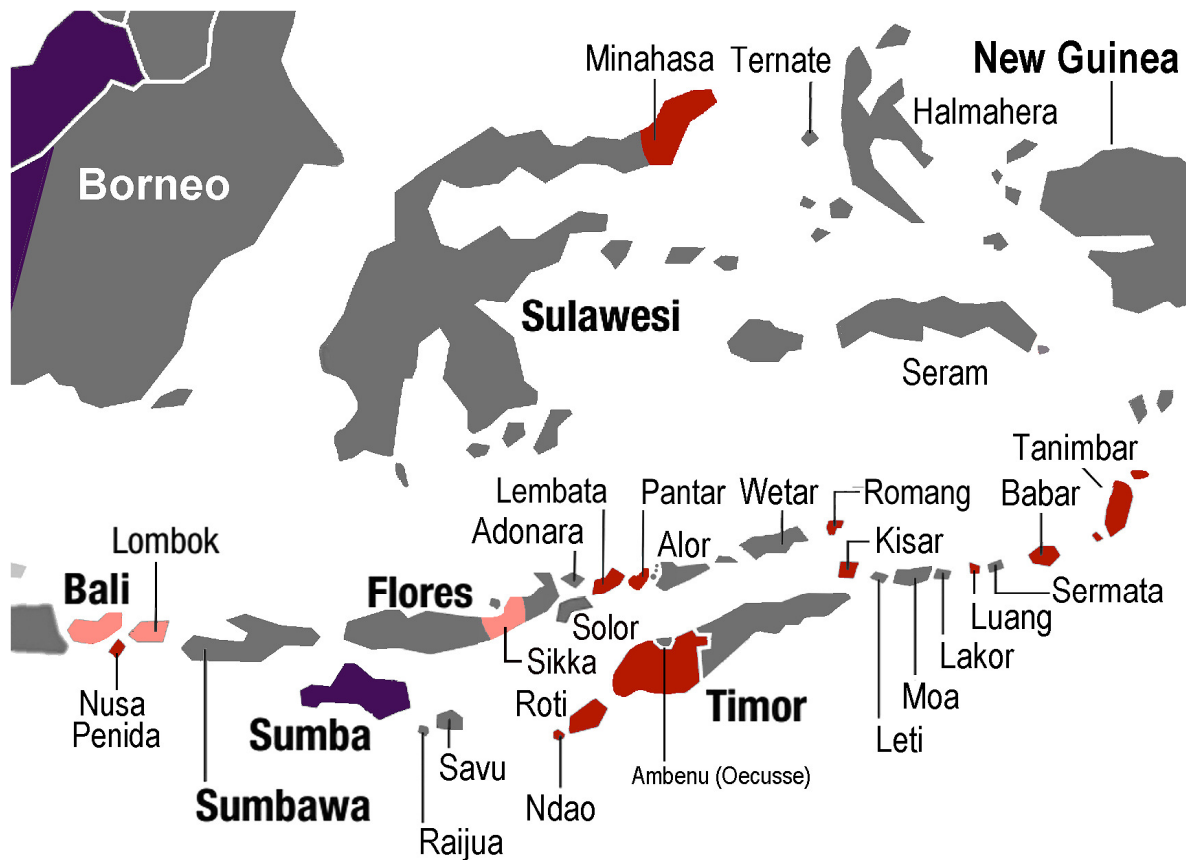 Minahasa
Ternate
New Guinea
Halmahera
Borneo
Sulawesi
Seram
Tanimbar
Lembata
Pantar
Wetar
Romang
Babar
Adonara
Alor
Kisar
Lombok
Bali
Flores
Solor
Sikka
Luang
Sermata
Lakor
Moa
Leti
Nusa
Penida
Roti
Timor
Sumba
Savu
Ambenu (Oecusse)
Sumbawa
Ndao
Raijua